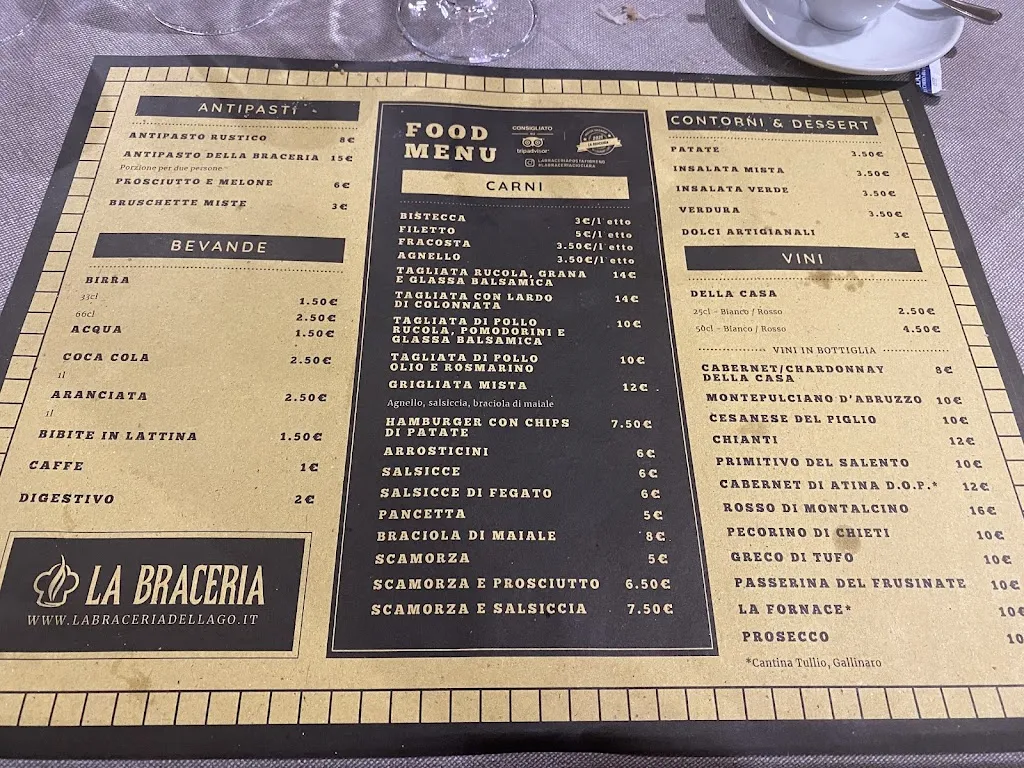 ANTIPASTI
ANTIPASTO RUSTICO 8€
ANTIPASTO DELLA BRACERIA 15€
Porzione per due persone
PROSCIUTTO E MELONE 6€
BRUSCHETTE MISTE 3€
BEVANDE
BIRRA
33cl 1.50€
66cl 2.50€
ACQUA 1.50€
COCA COLA 2.50€
1l
ARANCIATA 2.50€
1l
BIBITE IN LATTINA 1.50€
CAFFE 1€
DIGESTIVO 2€
LA BRACERIA
WWW.LABRACERIADELLAGO.IT
FOOD
MENU
CONSIGLIATO
SU
tripadvisor
LA BRACERIA
LABRACERIAPOSTAFIBRENO
#LABRACERIACIOCIARA
CARNI
BISTECCA 3€/l'etto
FILETTO 5€/l'etto
FRACOSTA 3.50€/l'etto
AGNELLO 3.50€/l'etto
TAGLIATA RUCOLA, GRANA 14€
E GLASSA BALSAMICA
TAGLIATA CON LARDO 14€
DI COLONNATA
TAGLIATA DI POLLO 10€
RUCOLA, POMODORINI E
GLASSA BALSAMICA
TAGLIATA DI POLLO 10€
OLIO E ROSMARINO
GRIGLIATA MISTA 12€
Agnello, salsiccia, braciola di maiale
HAMBURGER CON CHIPS 7.50€
DI PATATE
ARROSTICINI 6€
SALSICCE 6€
SALSICCE DI FEGATO 6€
PANCETTA 5€
BRACIOLA DI MAIALE 8€
SCAMORZA 5€
SCAMORZA E PROSCIUTTO 6.50€
SCAMORZA E SALSICCIA 7.50€
CONTORNI & DESSERT
PATATE 3.50€
INSALATA MISTA 3.50€
INSALATA VERDE 3.50€
VERDURA 3.50€
DOLCI ARTIGIANALI 3€
VINI
DELLA CASA
25cl - Bianco / Rosso 2.50€
50cl - Bianco / Rosso 4.50€
VINI IN BOTTIGLIA
CABERNET/CHARDONNAY 8€
DELLA CASA
MONTEPULCIANO D'ABRUZZO 10€
CESANESE DEL PIGLIO 10€
CHIANTI 12€
PRIMITIVO DEL SALENTO 10€
CABERNET DI ATINA D.O.P.* 12€
ROSSO DI MONTALCINO 16€
PECORINO DI CHIETI 10€
GRECO DI TUFO 10€
PASSERINA DEL FRUSINATE 10€
LA FORNACE* 10€
PROSECCO 10
*Cantina Tullio, Gallinaro